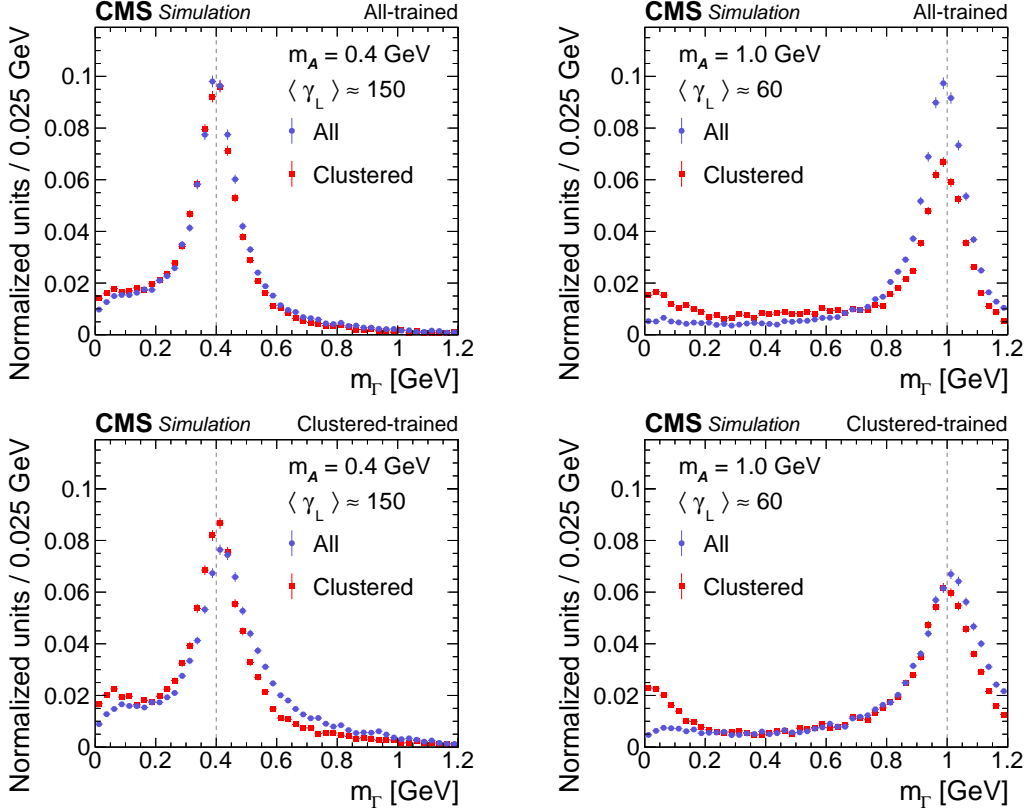 CMS Simulation All-trained
Normalized units / 0.025 GeV
m_A = 0.4 GeV
⟨ γ_L ⟩ ≈ 150
All
Clustered
0.1
0.08
0.06
0.04
0.02
0
0 0.2 0.4 0.6 0.8 1 1.2
m_Γ [GeV]
CMS Simulation All-trained
Normalized units / 0.025 GeV
m_A = 1.0 GeV
⟨ γ_L ⟩ ≈ 60
All
Clustered
0.1
0.08
0.06
0.04
0.02
0
0 0.2 0.4 0.6 0.8 1 1.2
m_Γ [GeV]
CMS Simulation Clustered-trained
Normalized units / 0.025 GeV
m_A = 0.4 GeV
⟨ γ_L ⟩ ≈ 150
All
Clustered
0.1
0.08
0.06
0.04
0.02
0
0 0.2 0.4 0.6 0.8 1 1.2
m_Γ [GeV]
CMS Simulation Clustered-trained
Normalized units / 0.025 GeV
m_A = 1.0 GeV
⟨ γ_L ⟩ ≈ 60
All
Clustered
0.1
0.08
0.06
0.04
0.02
0
0 0.2 0.4 0.6 0.8 1 1.2
m_Γ [GeV]